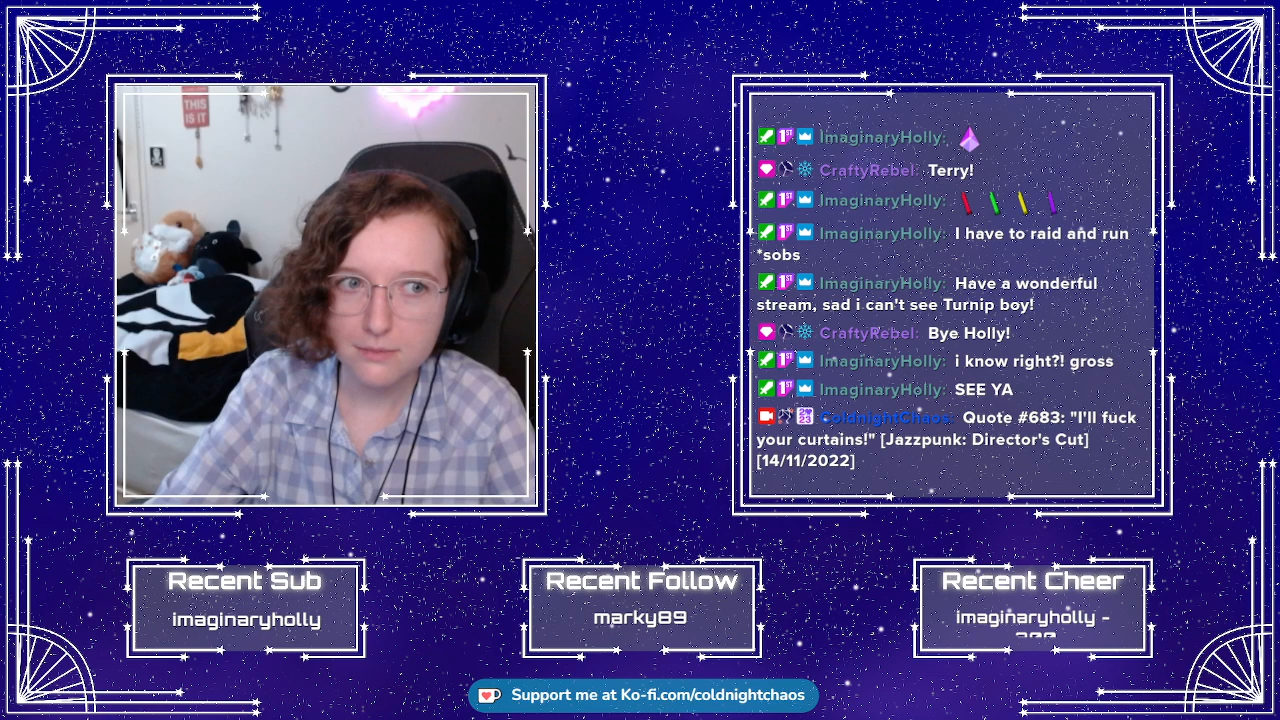 THIS
IS IT
ImaginaryHolly:
CraftyRebel: Terry!
ImaginaryHolly:
ImaginaryHolly: I have to raid and run
*sobs
ImaginaryHolly: Have a wonderful
stream, sad i can't see Turnip boy!
CraftyRebel: Bye Holly!
ImaginaryHolly: i know right?! gross
ImaginaryHolly: SEE YA
ColdnightChaos: Quote #683: "I'll fuck
your curtains!" [Jazzpunk: Director's Cut]
[14/11/2022]
Recent Sub
imaginaryholly
Recent Follow
marky89
Recent Cheer
imaginaryholly -
Support me at Ko-fi.com/coldnightchaos